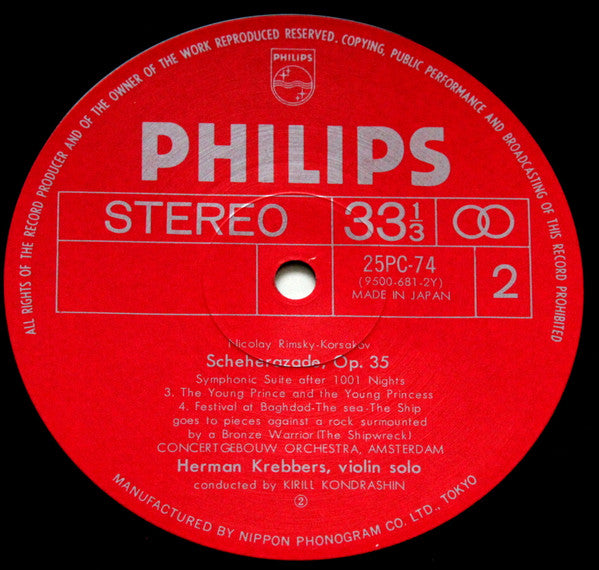 ALL RIGHTS OF THE RECORD PRODUCER AND OF THE OWNER OF THE WORK REPRODUCED RESERVED. COPYING, PUBLIC PERFORMANCE AND BROADCASTING OF THIS RECORD PROHIBITED
PHILIPS
PHILIPS
STEREO 33⅓
25PC-74
(9500-681-2Y)
MADE IN JAPAN
2
Nicolay Rimsky-Korsakov
Scheherazade, Op. 35
Symphonic Suite after 1001 Nights
3. The Young Prince and the Young Princess
4. Festival at Baghdad-The sea-The Ship
goes to pieces against a rock surmounted
by a Bronze Warrior (The Shipwreck)
CONCERTGEBOUW ORCHESTRA, AMSTERDAM
Herman Krebbers, violin solo
conducted by KIRILL KONDRASHIN
②
MANUFACTURED BY NIPPON PHONOGRAM CO. LTD., TOKYO